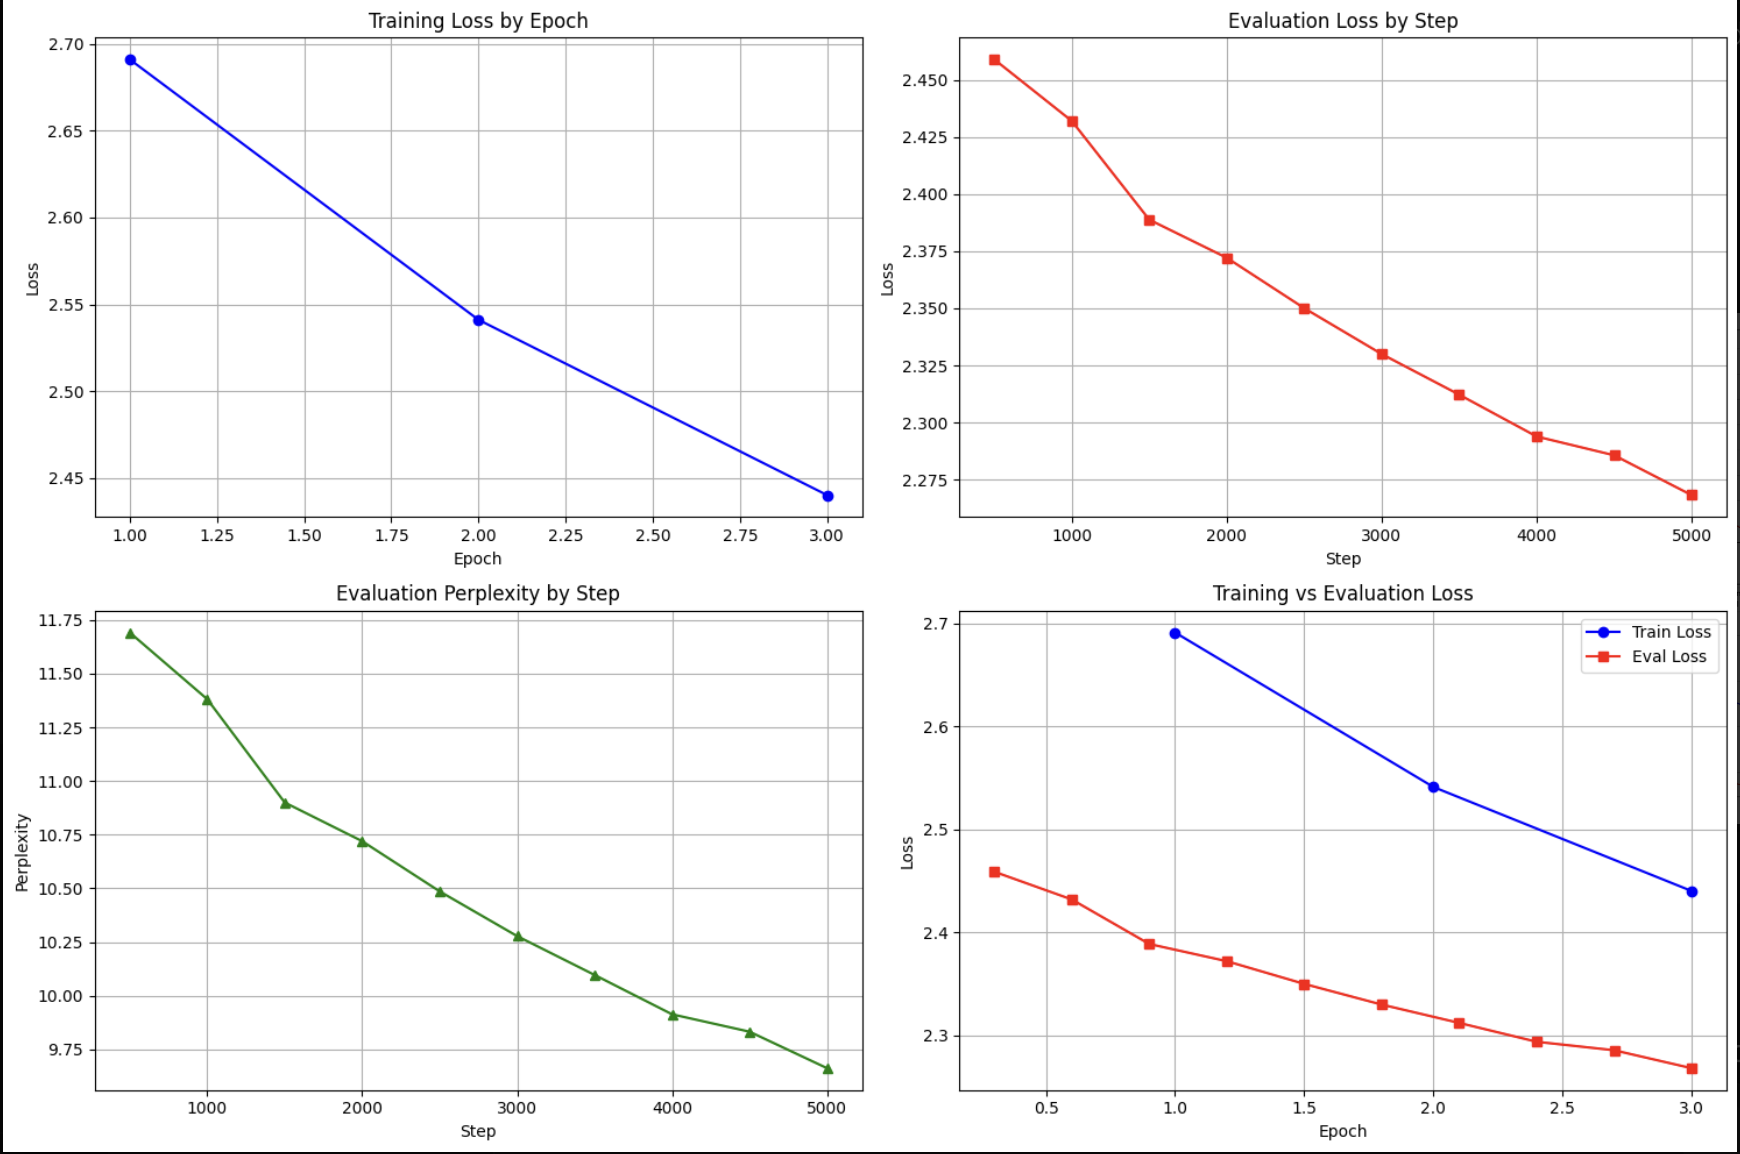 Training Loss by Epoch
2.70
2.65
2.60
2.55
2.50
2.45
Loss
1.00 1.25 1.50 1.75 2.00 2.25 2.50 2.75 3.00
Epoch
Evaluation Loss by Step
2.450
2.425
2.400
2.375
2.350
2.325
2.300
2.275
Loss
1000 2000 3000 4000 5000
Step
Evaluation Perplexity by Step
11.75
11.50
11.25
11.00
10.75
10.50
10.25
10.00
9.75
Perplexity
1000 2000 3000 4000 5000
Step
Training vs Evaluation Loss
Train Loss
Eval Loss
2.7
2.6
2.5
2.4
2.3
Loss
0.5 1.0 1.5 2.0 2.5 3.0
Epoch